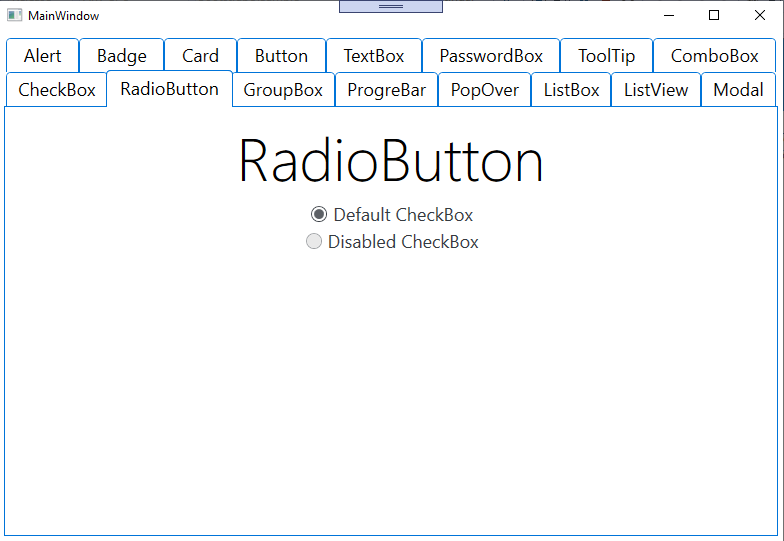 MainWindow
Alert Badge Card Button TextBox PasswordBox ToolTip ComboBox
CheckBox RadioButton GroupBox ProgreBar PopOver ListBox ListView Modal
RadioButton
Default CheckBox
Disabled CheckBox